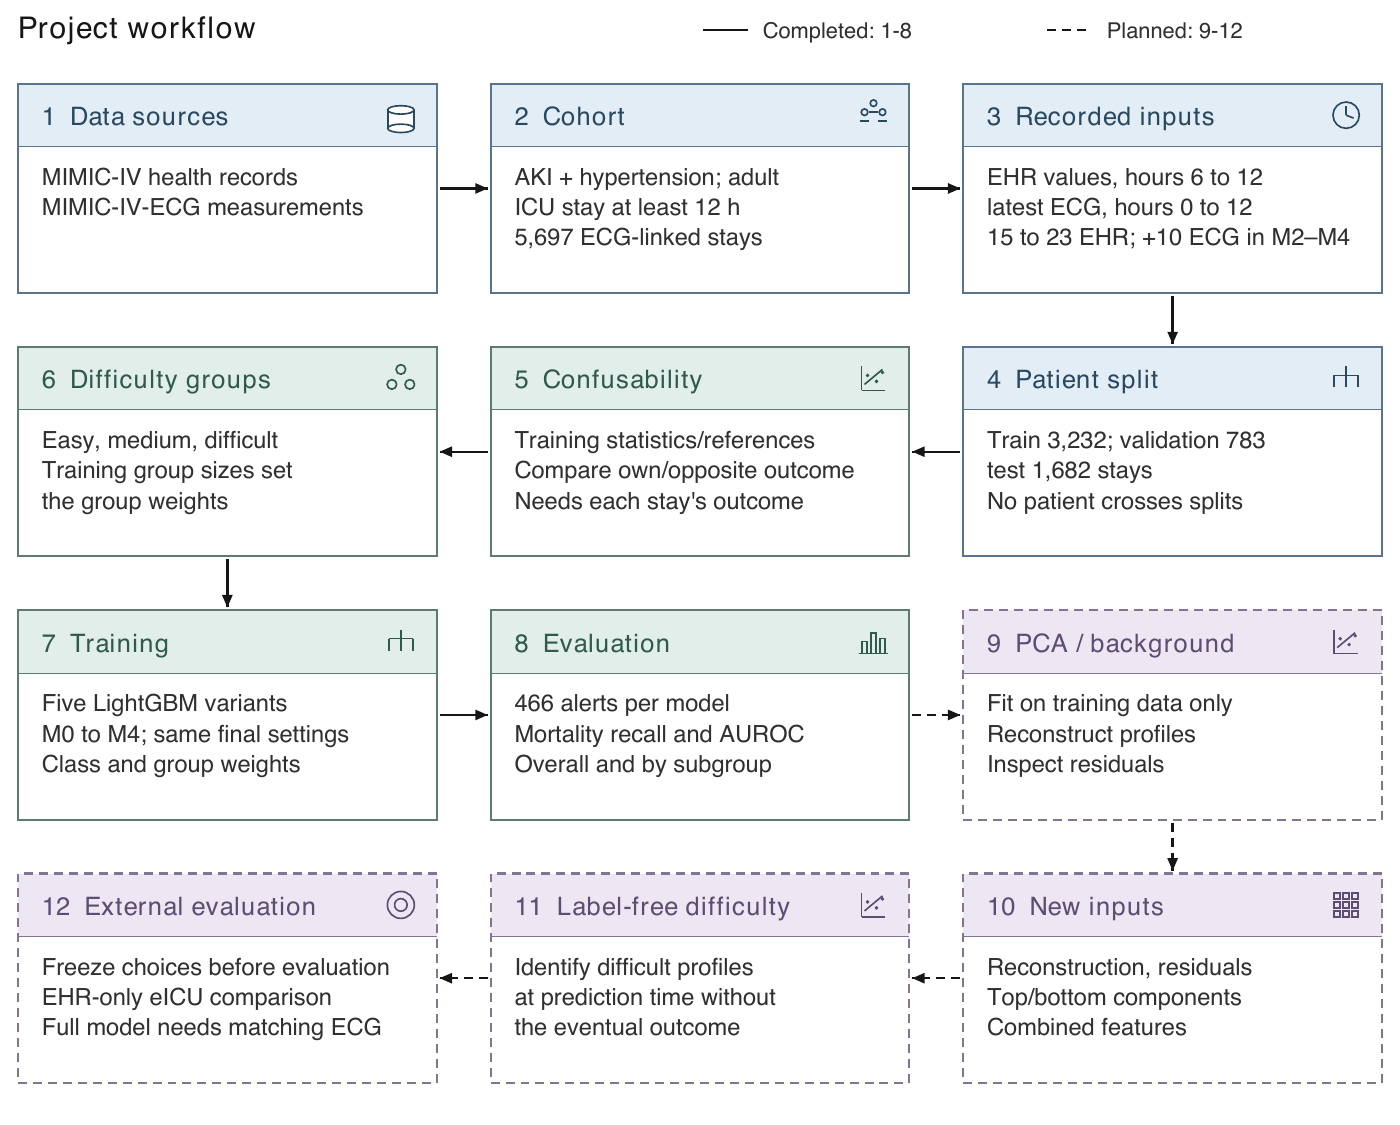 Project workflow
Completed: 1-8
Planned: 9-12
1 Data sources
MIMIC-IV health records
MIMIC-IV-ECG measurements
2 Cohort
AKI + hypertension; adult
ICU stay at least 12 h
5,697 ECG-linked stays
3 Recorded inputs
EHR values, hours 6 to 12
latest ECG, hours 0 to 12
15 to 23 EHR; +10 ECG in M2–M4
4 Patient split
Train 3,232; validation 783
test 1,682 stays
No patient crosses splits
5 Confusability
Training statistics/references
Compare own/opposite outcome
Needs each stay's outcome
6 Difficulty groups
Easy, medium, difficult
Training group sizes set
the group weights
7 Training
Five LightGBM variants
M0 to M4; same final settings
Class and group weights
8 Evaluation
466 alerts per model
Mortality recall and AUROC
Overall and by subgroup
9 PCA / background
Fit on training data only
Reconstruct profiles
Inspect residuals
10 New inputs
Reconstruction, residuals
Top/bottom components
Combined features
11 Label-free difficulty
Identify difficult profiles
at prediction time without
the eventual outcome
12 External evaluation
Freeze choices before evaluation
EHR-only eICU comparison
Full model needs matching ECG